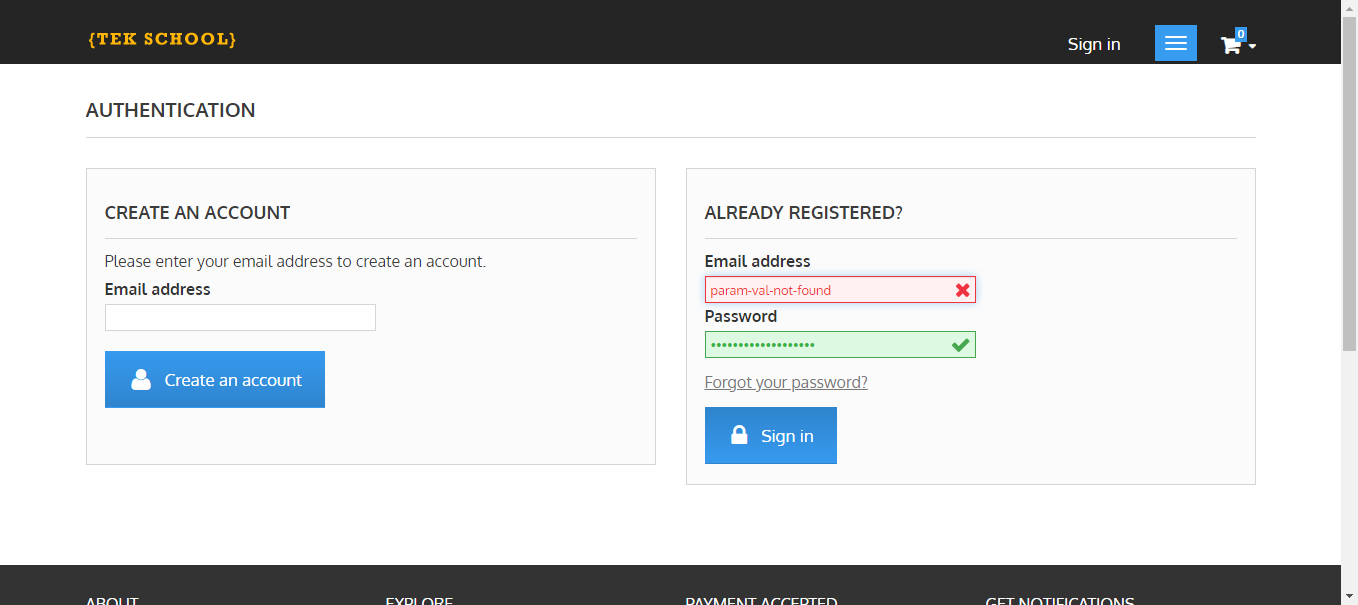 {TEK SCHOOL}
Sign in
0
AUTHENTICATION
CREATE AN ACCOUNT
Please enter your email address to create an account.
Email address
Create an account
ALREADY REGISTERED?
Email address
param-val-not-found
Password
•••••••••••••••••••
Forgot your password?
Sign in
ABOUT
EXPLORE
PAYMENT ACCEPTED
GET NOTIFICATIONS